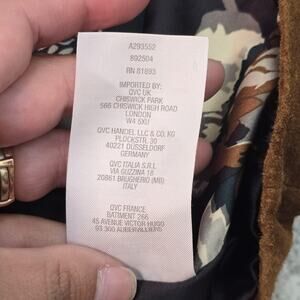 A293552
892504
RN 81893
IMPORTED BY:
QVC UK
CHISWICK PARK
566 CHISWICK HIGH ROAD
LONDON
W4 5XU
QVC HANDEL LLC & CO. KG
PLOCKSTR. 30
40221 DÜSSELDORF
GERMANY
QVC ITALIA S.R.L
VIA GUZZINA 18
20861 BRUGHERIO (MB)
ITALY
QVC FRANCE
BATIMENT 266
45 AVENUE VICTOR HUGO
93 300 AUBERVILLIERS